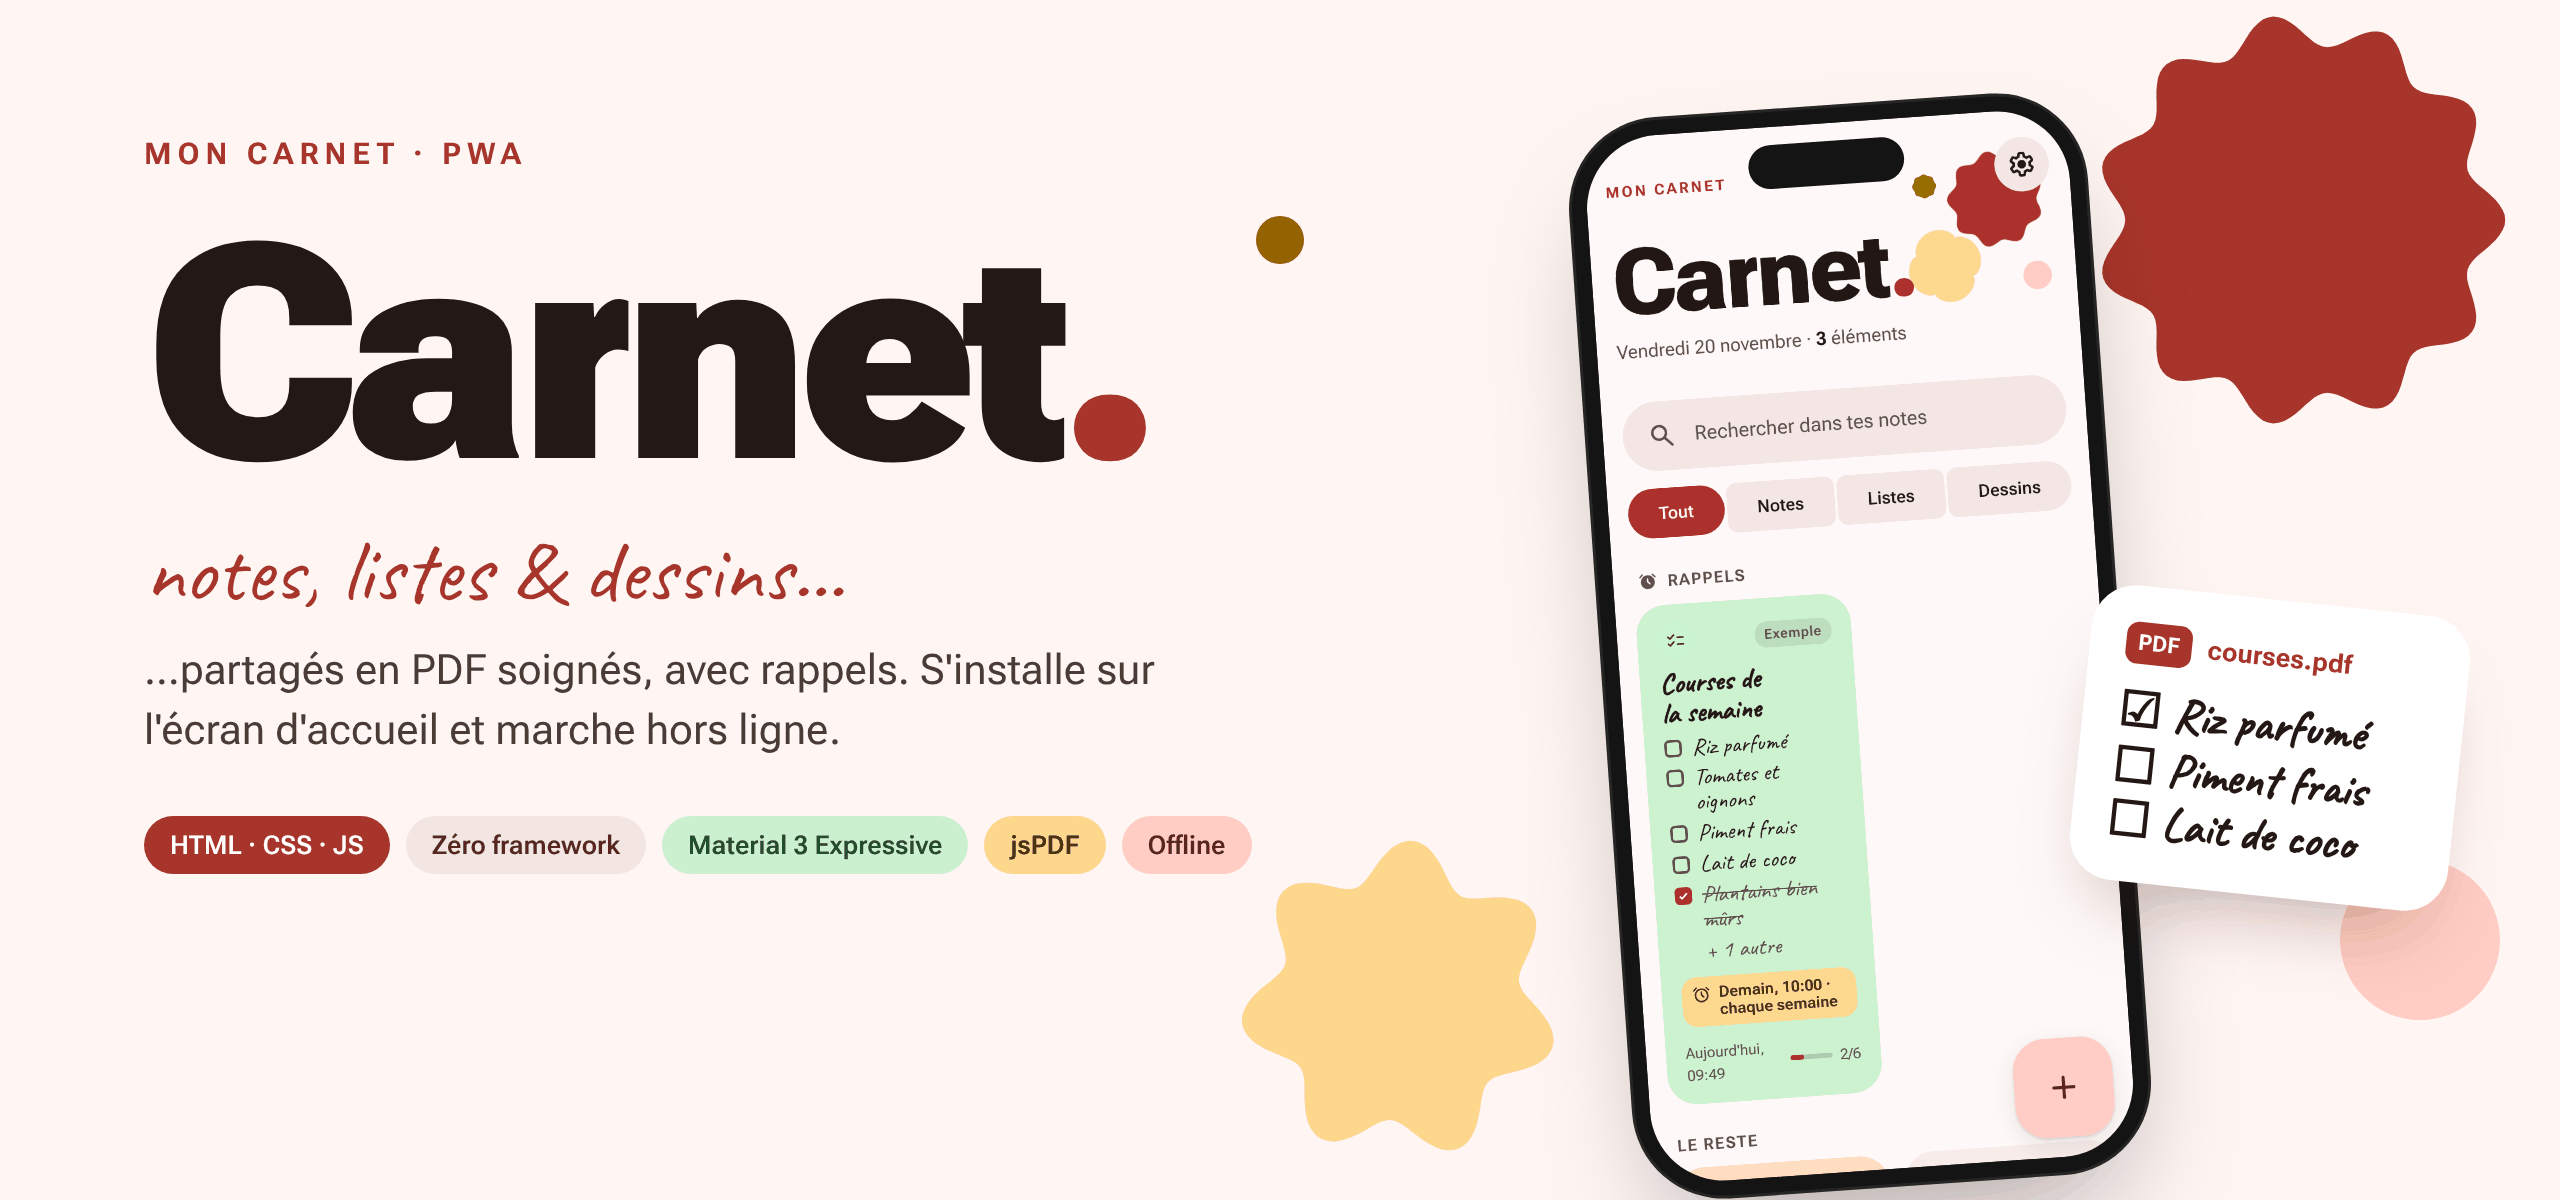 MON CARNET · PWA
Carnet.
notes, listes & dessins...
...partagés en PDF soignés, avec rappels. S'installe sur
l'écran d'accueil et marche hors ligne.
HTML · CSS · JS
Zéro framework
Material 3 Expressive
jsPDF
Offline
MON CARNET
Carnet.
Vendredi 20 novembre · 3 éléments
Rechercher dans tes notes
Tout
Notes
Listes
Dessins
RAPPELS
Exemple
Courses de
la semaine
Riz parfumé
Tomates et
oignons
Piment frais
Lait de coco
Plantains bien
mûrs
+ 1 autre
Demain, 10:00 ·
chaque semaine
Aujourd'hui,
09:49
2/6
LE RESTE
PDF
courses.pdf
Riz parfumé
Piment frais
Lait de coco